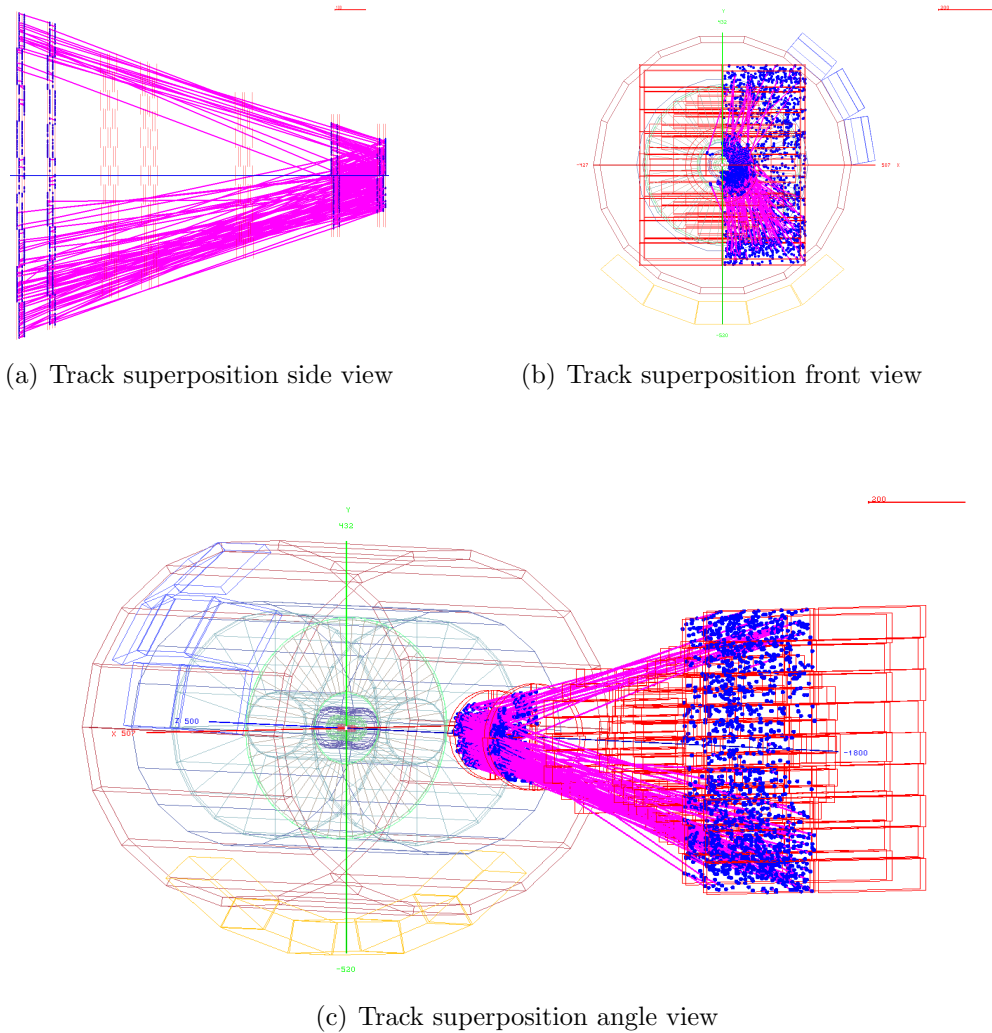 Y
432
200
-427
507 X
-520
(a) Track superposition side view
(b) Track superposition front view
200
Y
432
Z 500
X 507
-1800
-520
(c) Track superposition angle view